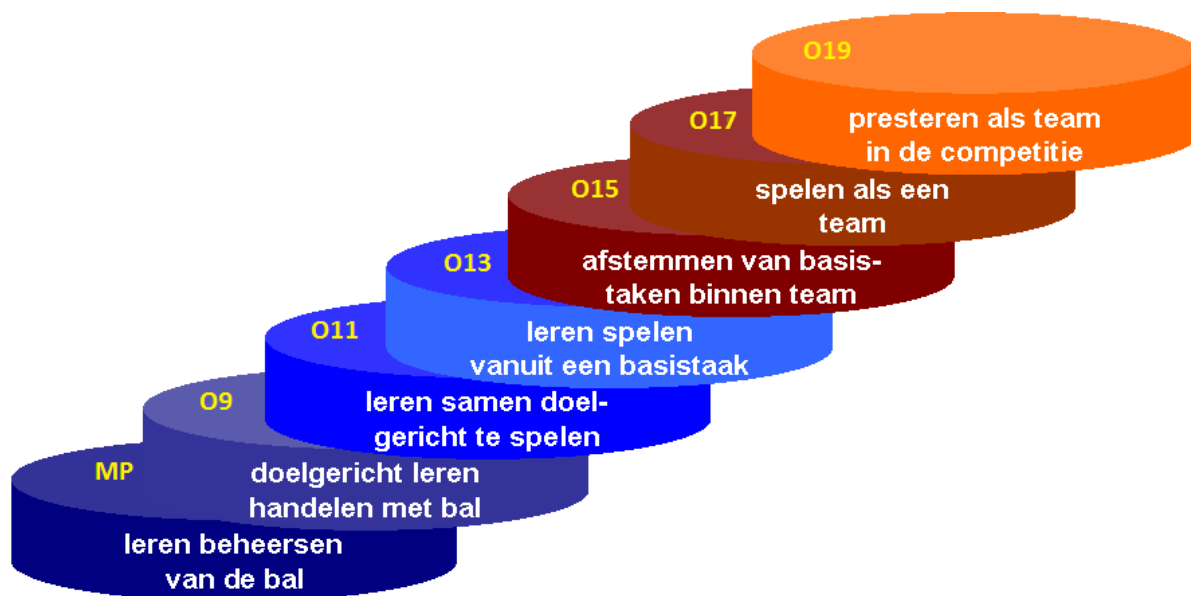 O19
presteren als team
in de competitie
O17
spelen als een
team
O15
afstemmen van basis-
taken binnen team
O13
leren spelen
vanuit een basistaak
O11
leren samen doel-
gericht te spelen
O9
doelgericht leren
handelen met bal
MP
leren beheersen
van de bal